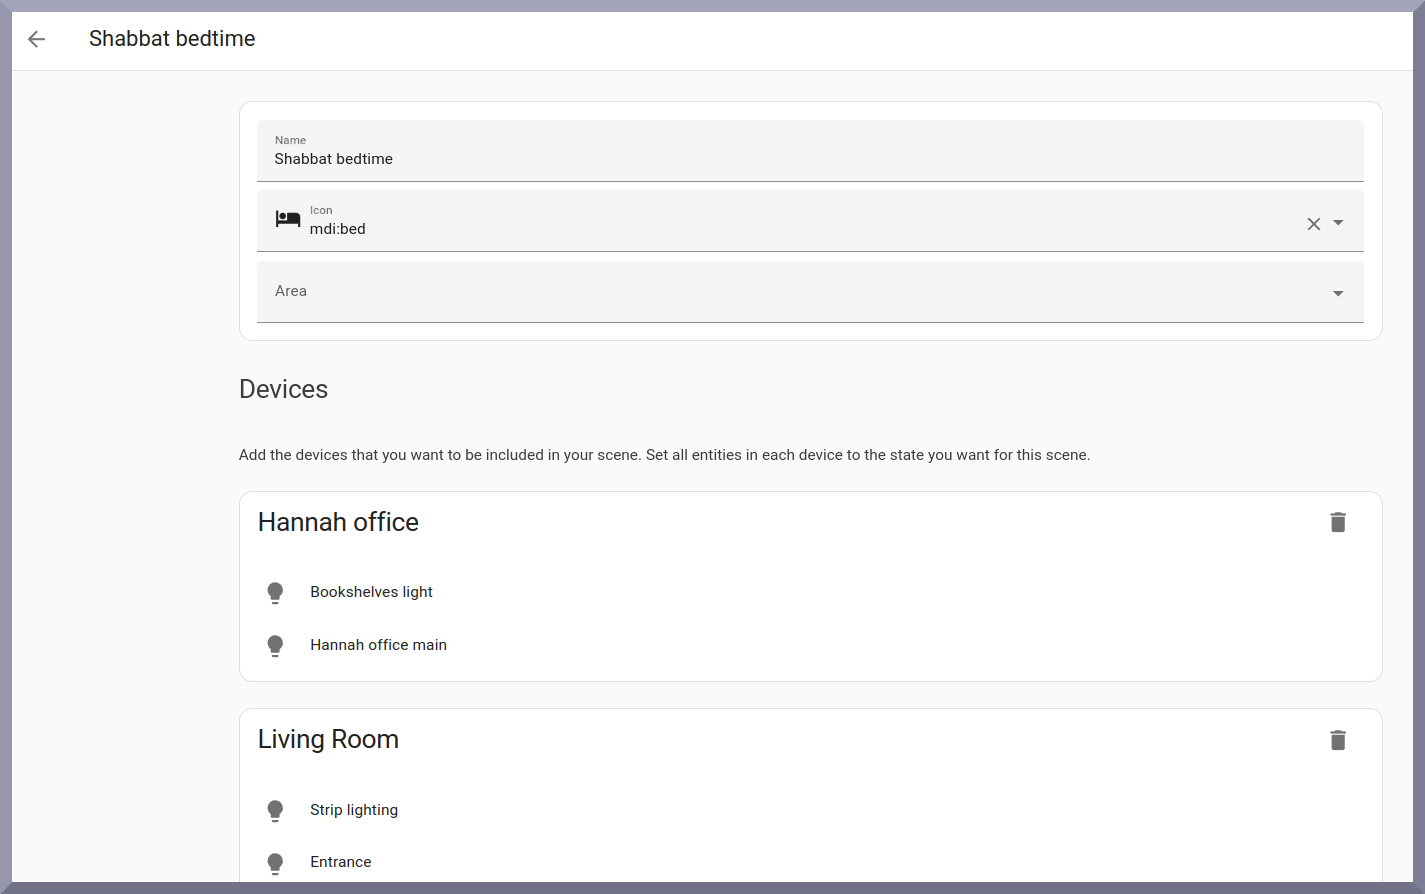 Shabbat bedtime
Name
Shabbat bedtime
Icon
mdi:bed
Area
Devices
Add the devices that you want to be included in your scene. Set all entities in each device to the state you want for this scene.
Hannah office
Bookshelves light
Hannah office main
Living Room
Strip lighting
Entrance